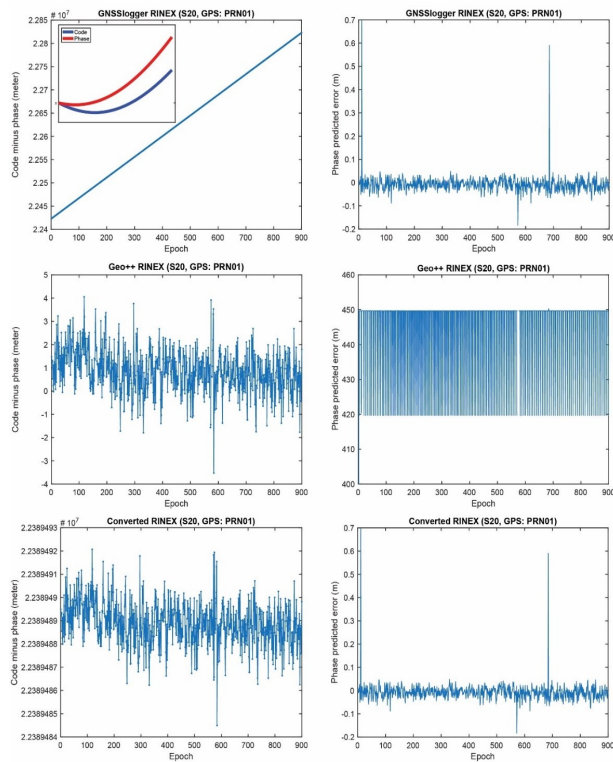 GNSSlogger RINEX (S20, GPS: PRN01)
# 10⁷
2.285
2.28
2.275
2.27
2.265
2.26
2.255
2.25
2.245
2.24
Code minus phase (meter)
Code
Phase
0 100 200 300 400 500 600 700 800 900
Epoch
GNSSlogger RINEX (S20, GPS: PRN01)
0.7
0.6
0.5
0.4
0.3
0.2
0.1
0
-0.1
-0.2
Phase predicted error (m)
0 100 200 300 400 500 600 700 800 900
Epoch
Geo++ RINEX (S20, GPS: PRN01)
5
4
3
2
1
0
-1
-2
-3
-4
Code minus phase (meter)
0 100 200 300 400 500 600 700 800 900
Epoch
Geo++ RINEX (S20, GPS: PRN01)
460
450
440
430
420
410
400
Phase predicted error (m)
0 100 200 300 400 500 600 700 800 900
Epoch
Converted RINEX (S20, GPS: PRN01)
# 10⁷
2.2389493
2.2389492
2.2389491
2.238949
2.2389489
2.2389488
2.2389487
2.2389486
2.2389485
2.2389484
Code minus phase (meter)
0 100 200 300 400 500 600 700 800 900
Epoch
Converted RINEX (S20, GPS: PRN01)
0.7
0.6
0.5
0.4
0.3
0.2
0.1
0
-0.1
-0.2
Phase predicted error (m)
0 100 200 300 400 500 600 700 800 900
Epoch